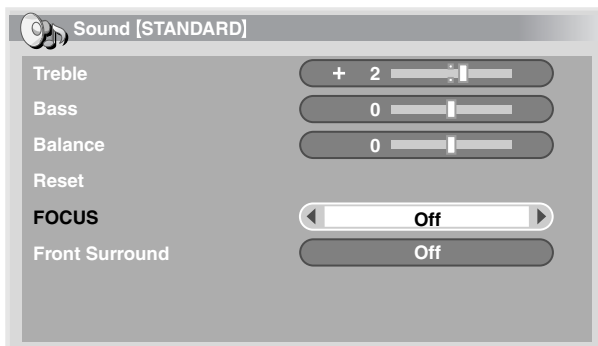 Sound [STANDARD]
Treble + 2
Bass 0
Balance 0
Reset
FOCUS Off
Front Surround Off